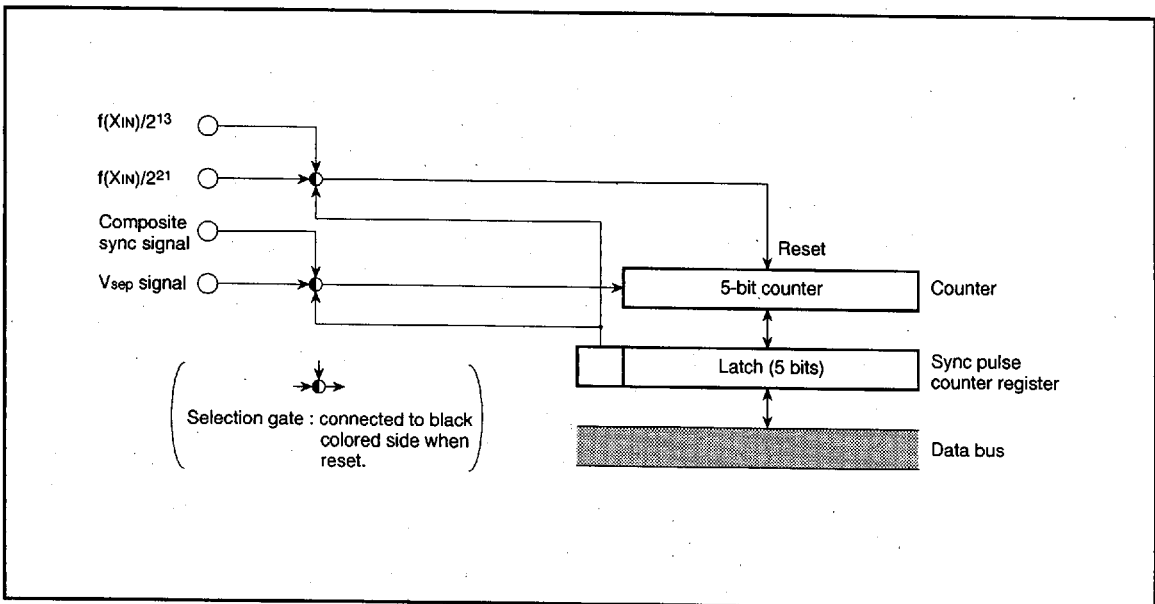 f(XIN)/2¹³
f(XIN)/2²¹
Composite
sync signal
Vsep signal
Reset
5-bit counter
Counter
Latch (5 bits)
Sync pulse
counter register
Data bus
Selection gate : connected to black
colored side when
reset.